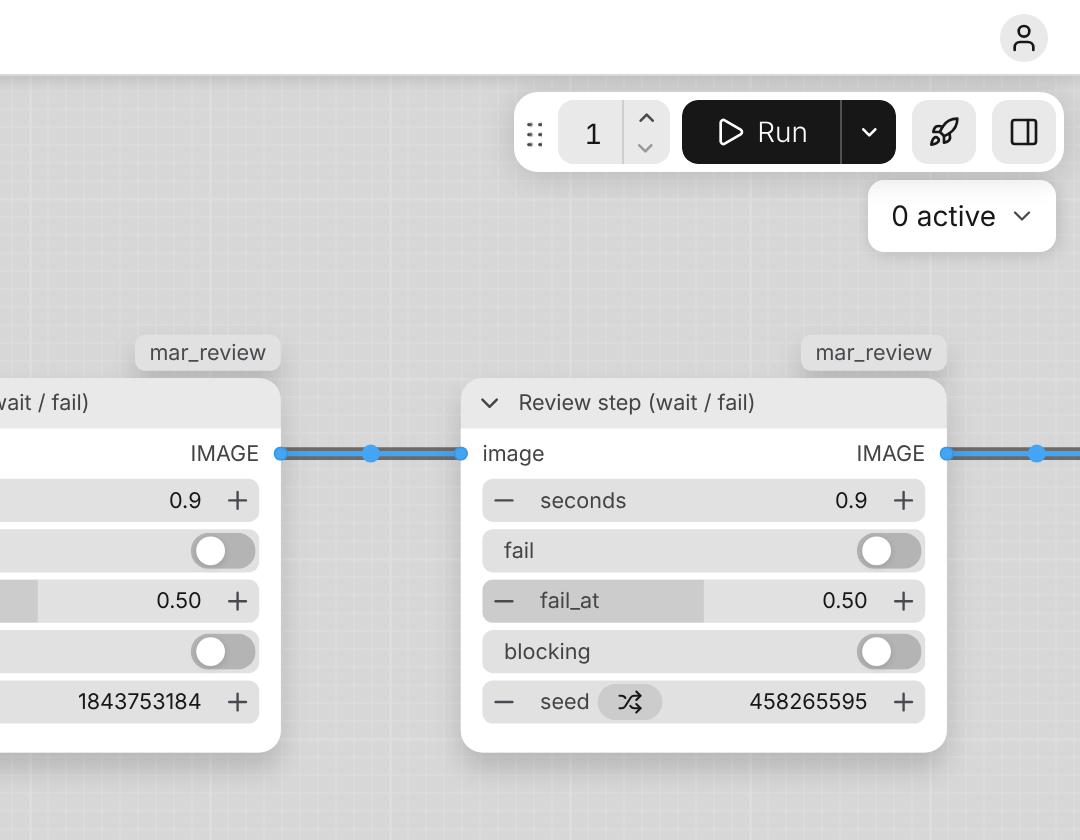 1
Run
0 active
mar_review
mar_review
wait / fail)
Review step (wait / fail)
IMAGE
image
IMAGE
0.9
seconds
0.9
fail
0.50
fail_at
0.50
blocking
1843753184
seed
458265595